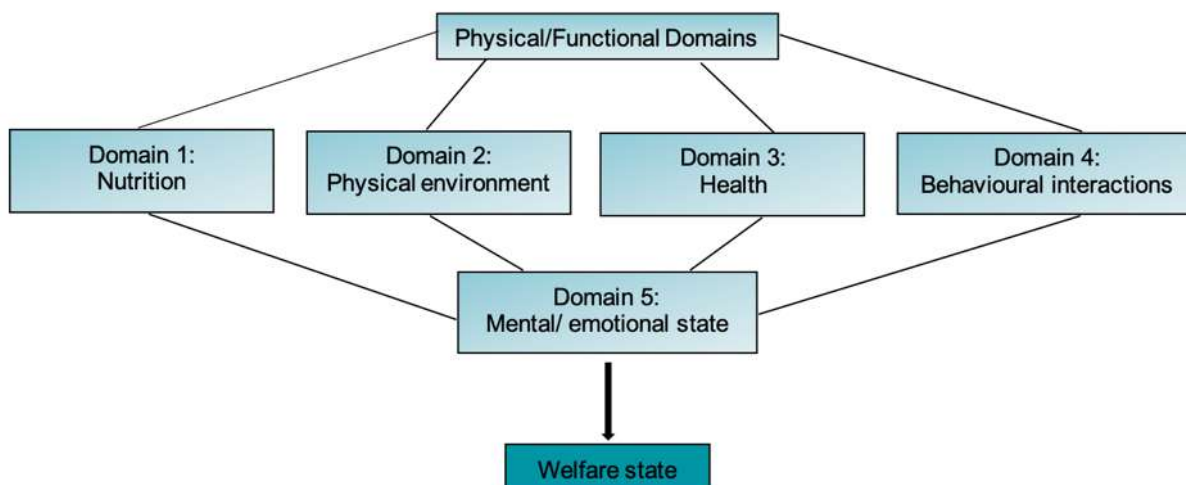 Physical/Functional Domains
Domain 1:
Nutrition
Domain 2:
Physical environment
Domain 3:
Health
Domain 4:
Behavioural interactions
Domain 5:
Mental/ emotional state
Welfare state